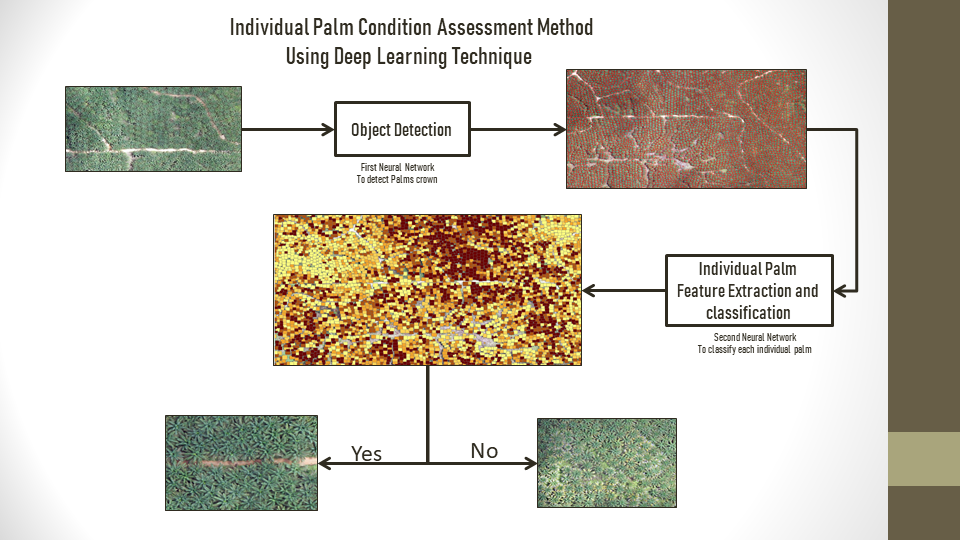 Individual Palm Condition Assessment Method
Using Deep Learning Technique
Object Detection
First Neural Network
To detect Palms crown
Individual Palm
Feature Extraction and
classification
Second Neural Network
To classify each individual palm
Yes
No